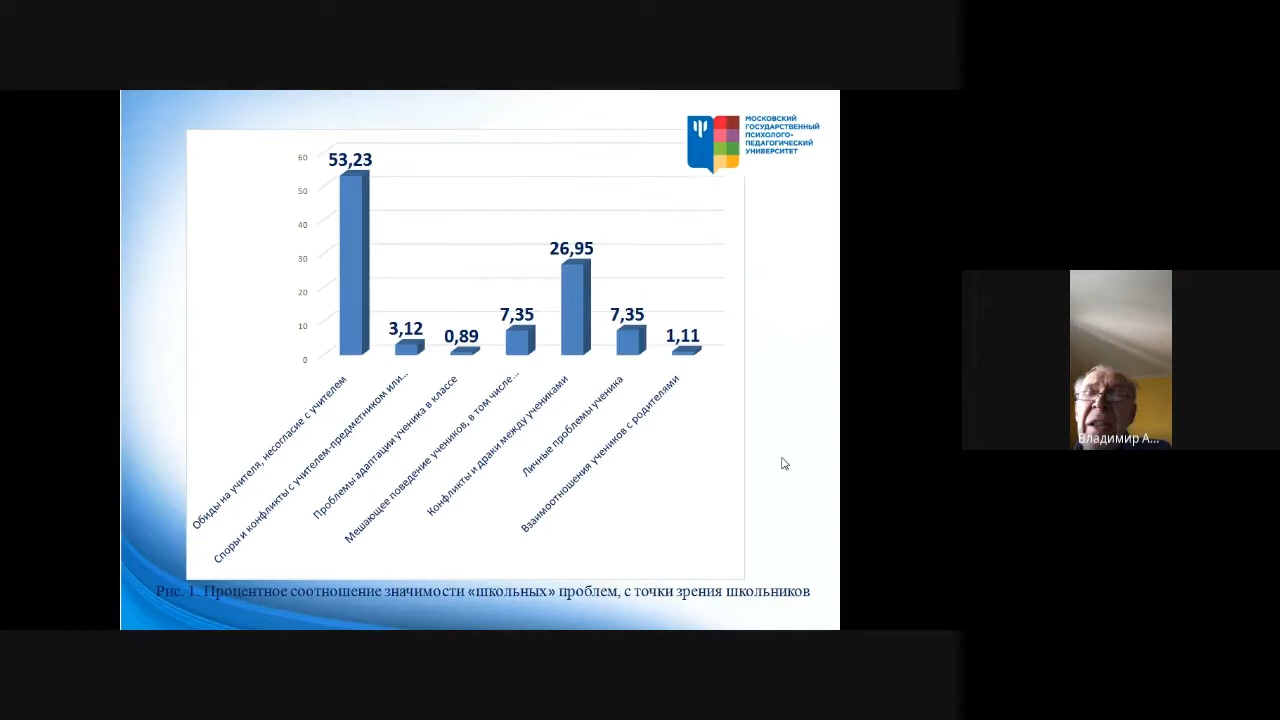 МОСКОВСКИЙ
ГОСУДАРСТВЕННЫЙ
ПСИХОЛОГО-
ПЕДАГОГИЧЕСКИЙ
УНИВЕРСИТЕТ
60
50
40
30
20
10
0
53,23
3,12
0,89
7,35
26,95
7,35
1,11
Обиды на учителя, несогласие с учителем
Споры и конфликты с учителем-предметником или...
Проблемы адаптации ученика в классе
Мешающее поведение учеников, в том числе...
Конфликты и драки между учениками
Личные проблемы ученика
Взаимоотношения учеников с родителями
Рис. 1. Процентное соотношение значимости «школьных» проблем, с точки зрения школьников
Владимир А...